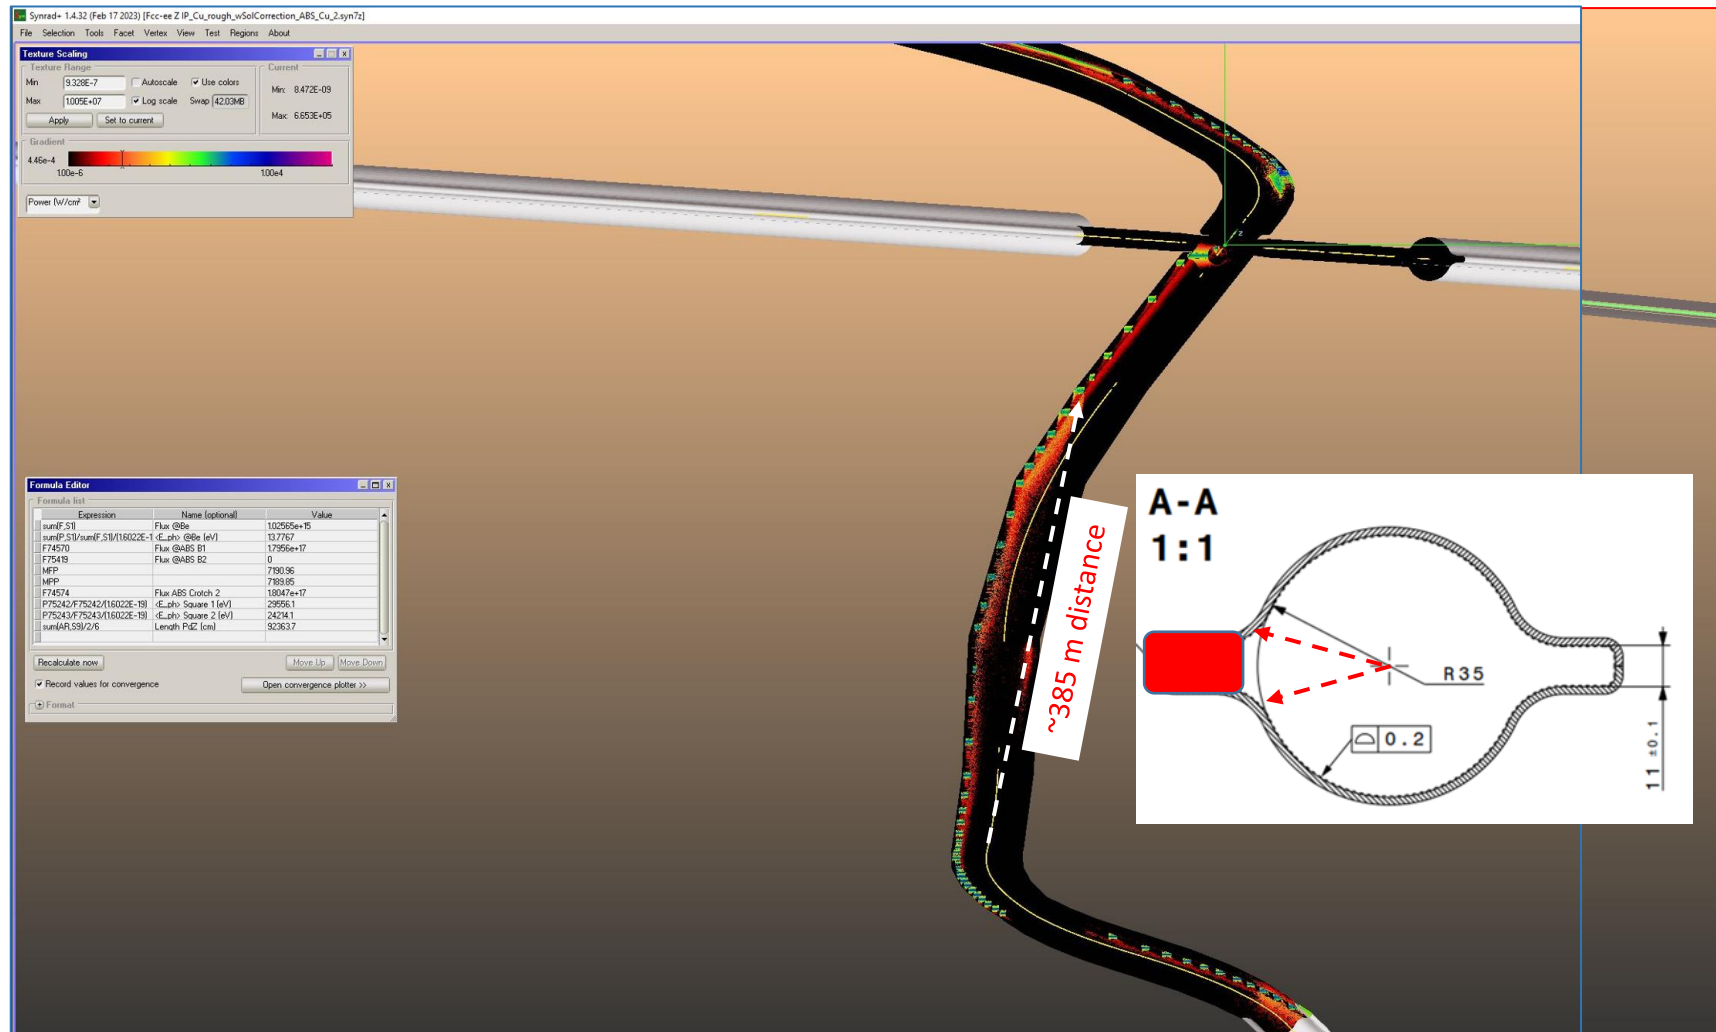 Synrad+ 1.4.32 (Feb 17 2023) [Fcc-ee Z IP_Cu_rough_wSolCorrection_ABS_Cu_2.syn7z]
File Selection Tools Facet Vertex View Test Regions About
Texture Scaling
Texture Range
Current
Min 9.328E-7 Autoscale Use colors
Min: 8.472E-09
Max 1.005E+07 Log scale Swap 42.03MB
Max: 6.653E+05
Apply Set to current
Gradient
4.46e-4
1.00e-6 1.00e4
Power [W/cm²
z
Formula Editor
Formula list
Expression Name (optional) Value
sum(F,S1) Flux @Be 1.02565e+15
sum(P,S1)/sum(F,S1)/(1.6022E-1 <E_ph> @Be (eV) 13.7767
F74570 Flux @ABS B1 1.7956e+17
F75419 Flux @ABS B2 0
MFP 7190.96
MPP 7189.85
F74574 Flux ABS Crotch 2 1.8047e+17
P75242/F75242/(1.6022E-19) <E_ph> Square 1 (eV) 29556.1
P75243/F75243/(1.6022E-19) <E_ph> Square 2 (eV) 24214.1
sum(AR,S9)/2/6 Length PdZ (cm) 92363.7
Recalculate now Move Up Move Down
Record values for convergence Open convergence plotter >>
Format
~385 m distance
A-A
1:1
R35
0.2
11 ±0.1